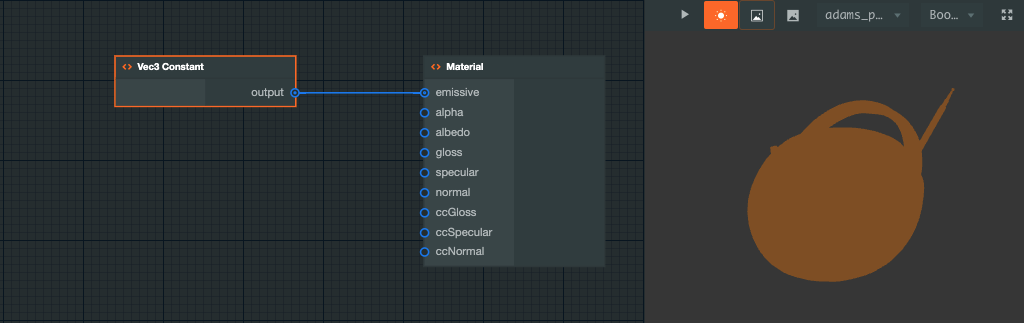 adams_p... Boo...
Vec3 Constant
output
Material
emissive
alpha
albedo
gloss
specular
normal
ccGloss
ccSpecular
ccNormal